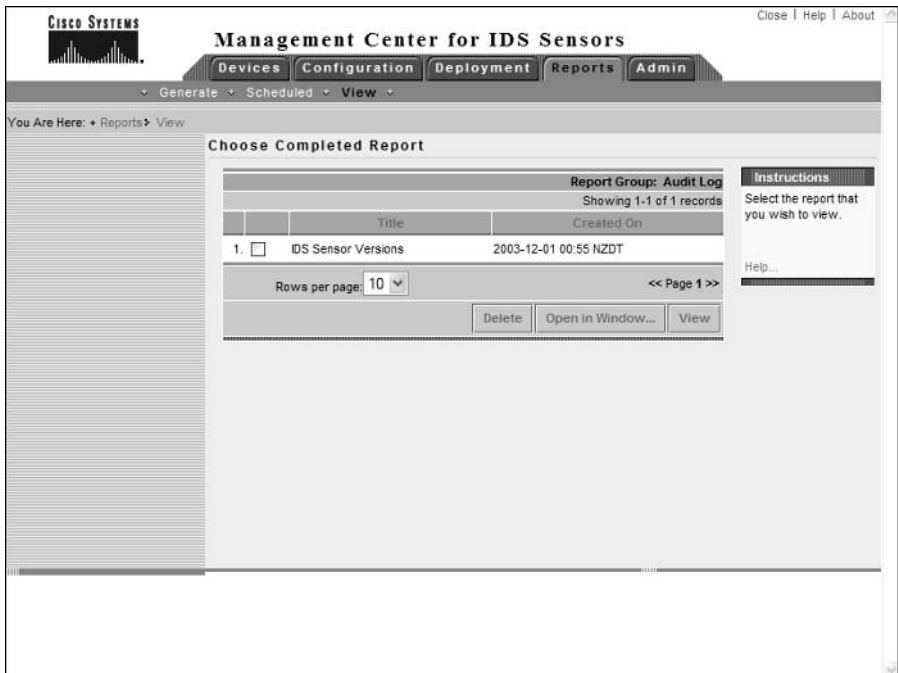 Close | Help | About
CISCO SYSTEMS
Management Center for IDS Sensors
Devices Configuration Deployment Reports Admin
Generate Scheduled View
You Are Here: Reports View
Choose Completed Report
Report Group: Audit Log
Showing 1-1 of 1 records
Title Created On
1. IDS Sensor Versions 2003-12-01 00:55 NZDT
Rows per page: 10 << Page 1 >>
Delete Open in Window... View
Instructions
Select the report that
you wish to view.
Help...